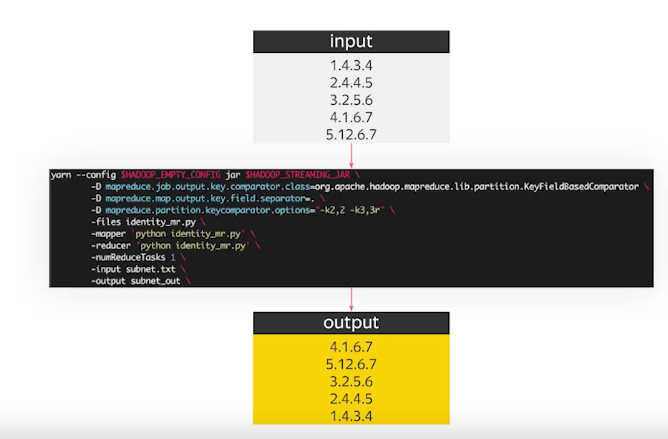 input
1.4.3.4
2.4.4.5
3.2.5.6
4.1.6.7
5.12.6.7
yarn --config $HADOOP_EMPTY_CONFIG jar $HADOOP_STREAMING_JAR \
-D mapreduce.job.output.key.comparator.class=org.apache.hadoop.mapreduce.lib.partition.KeyFieldBasedComparator \
-D mapreduce.map.output.key.field.separator=. \
-D mapreduce.partition.keycomparator.options="-k2,2 -k3,3r" \
-files identity_mr.py \
-mapper 'python identity_mr.py' \
-reducer 'python identity_mr.py' \
-numReduceTasks 1 \
-input subnet.txt \
-output subnet_out \
output
4.1.6.7
5.12.6.7
3.2.5.6
2.4.4.5
1.4.3.4